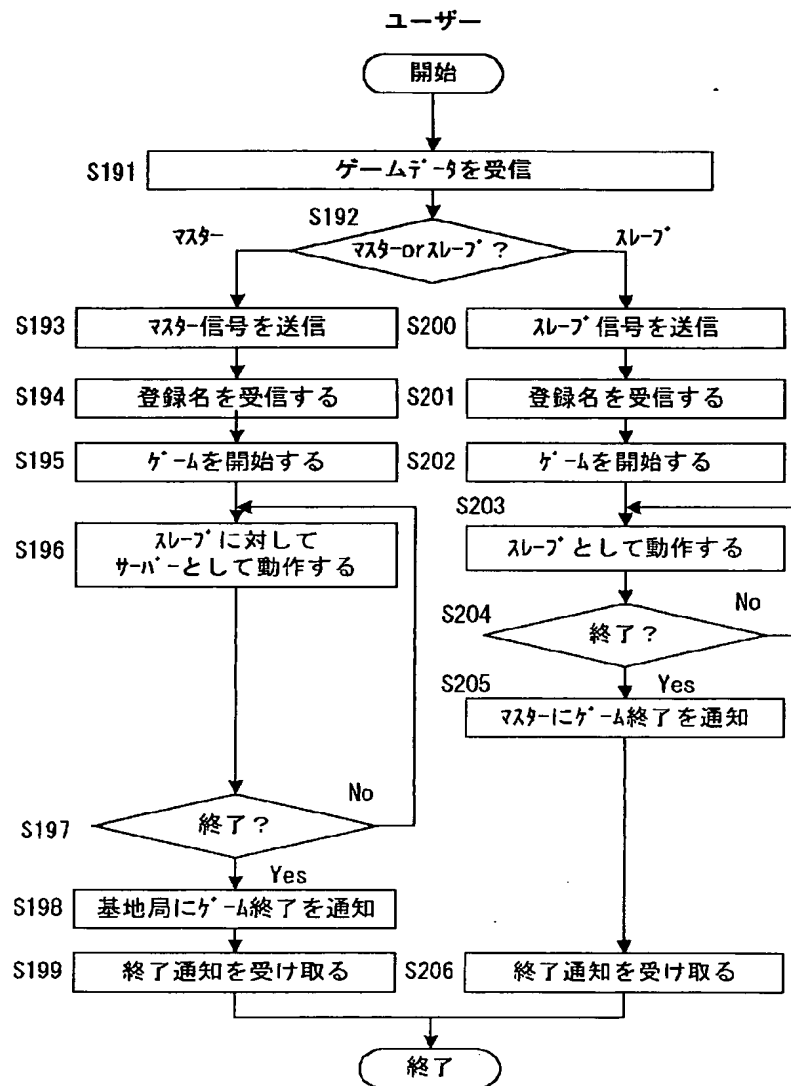 ユーザー
開始
S191
ｹﾞｰﾑﾃﾞｰﾀを受信
S192
ﾏｽﾀｰorｽﾚｰﾌﾞ？
ﾏｽﾀｰ
ｽﾚｰﾌﾞ
S193
ﾏｽﾀｰ信号を送信
S194
登録名を受信する
S195
ｹﾞｰﾑを開始する
S196
ｽﾚｰﾌﾞに対して
ｻｰﾊﾞｰとして動作する
S197
終了？
No
Yes
S198
基地局にｹﾞｰﾑ終了を通知
S199
終了通知を受け取る
S200
ｽﾚｰﾌﾞ信号を送信
S201
登録名を受信する
S202
ｹﾞｰﾑを開始する
S203
ｽﾚｰﾌﾞとして動作する
S204
終了？
No
Yes
S205
ﾏｽﾀｰにｹﾞｰﾑ終了を通知
S206
終了通知を受け取る
終了